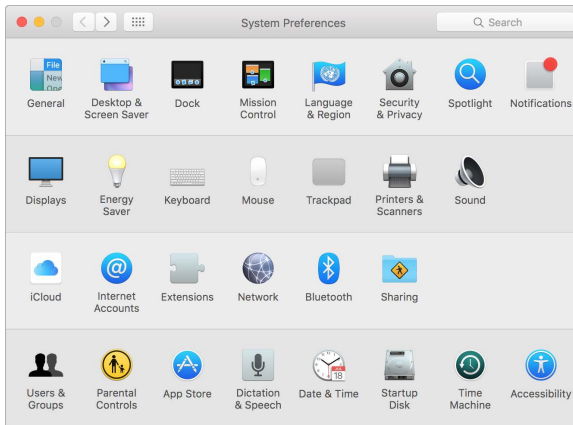 System Preferences
Search
File
New
One
General
Desktop &
Screen Saver
Dock
Mission
Control
Language
& Region
Security
& Privacy
Spotlight
Notifications
Displays
Energy
Saver
Keyboard
Mouse
Trackpad
Printers &
Scanners
Sound
iCloud
Internet
Accounts
Extensions
Network
Bluetooth
Sharing
Users &
Groups
Parental
Controls
App Store
Dictation
& Speech
18
Date & Time
Startup
Disk
Time
Machine
Accessibility